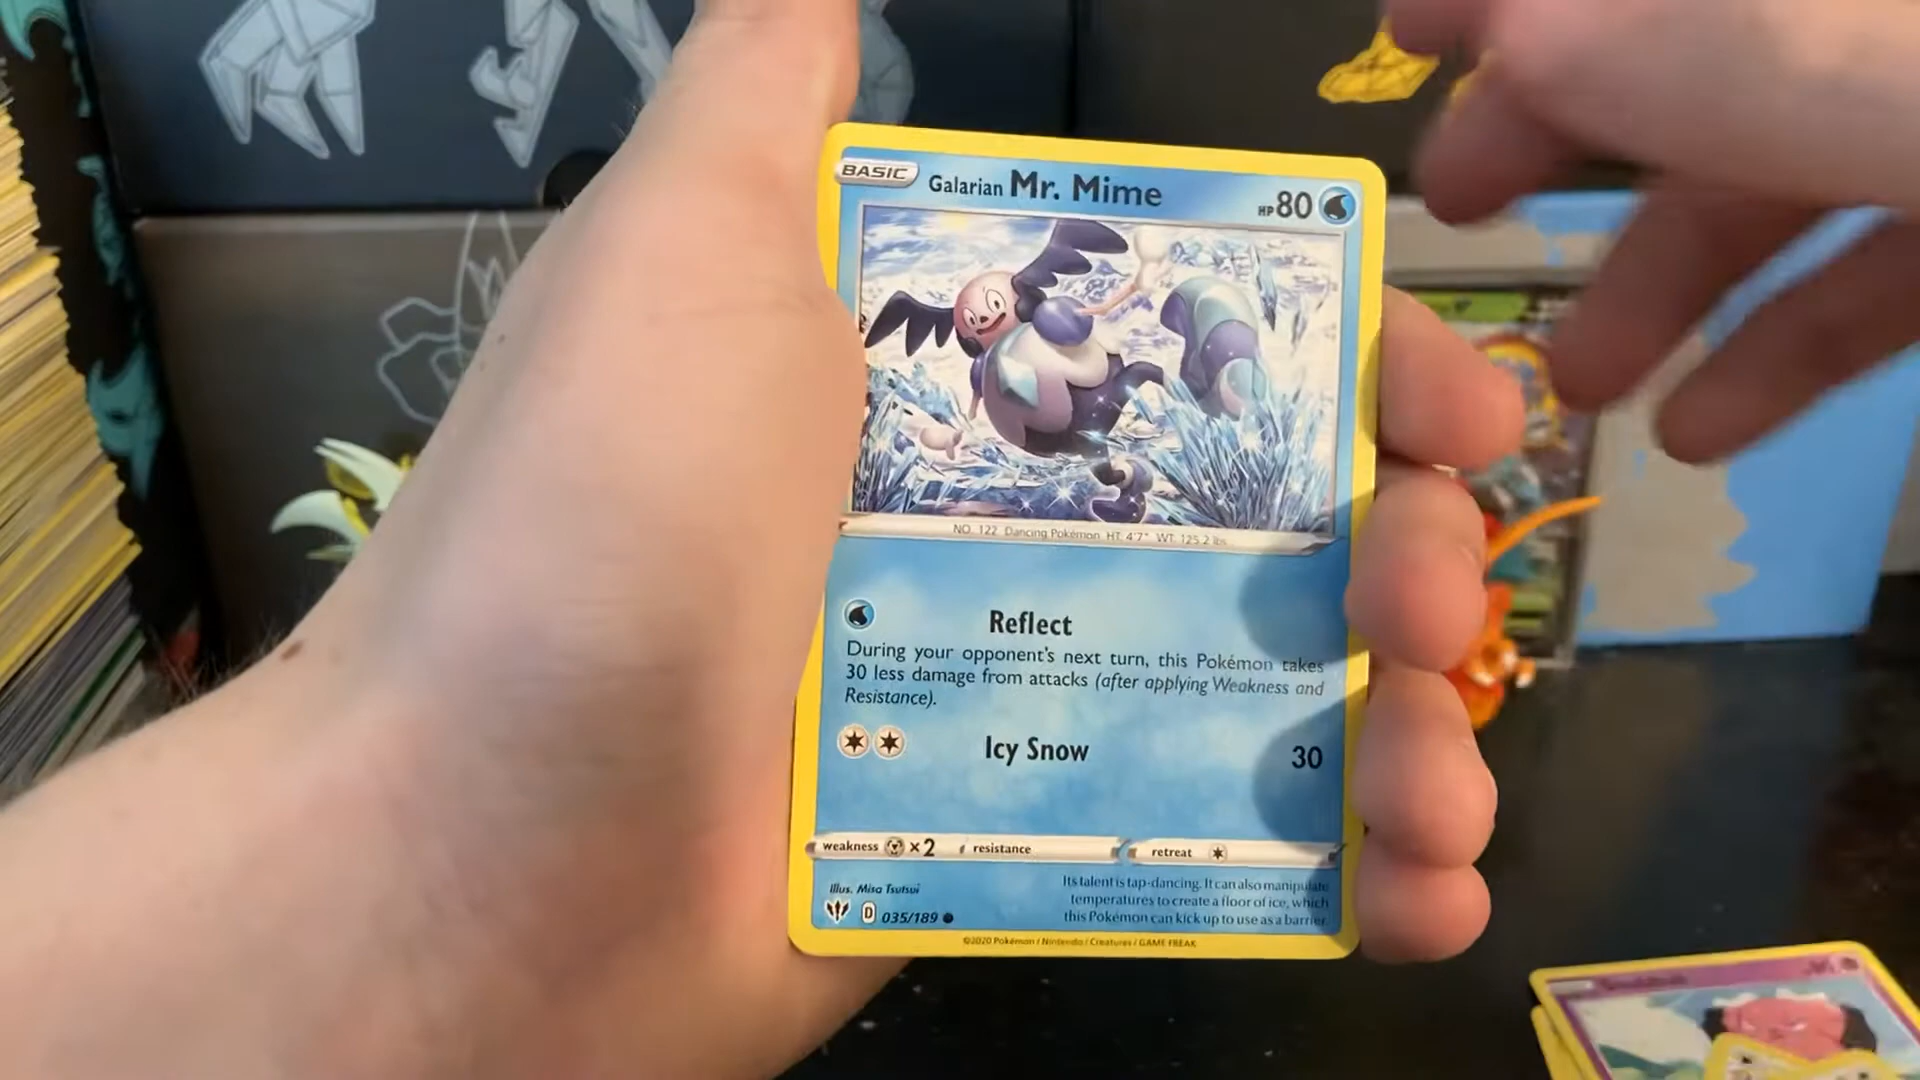 BASIC
Galarian Mr. Mime
HP 80
NO. 122 Dancing Pokémon HT. 4'7" WT. 125.2 lbs.
Reflect
During your opponent's next turn, this Pokémon takes
30 less damage from attacks (after applying Weakness and
Resistance).
Icy Snow 30
weakness ×2 resistance retreat
Illus. Misa Tsutsui
Its talent is tap-dancing. It can also manipulate
temperatures to create a floor of ice, which
this Pokémon can kick up to use as a barrier.
D 035/189
©2020 Pokémon / Nintendo / Creatures / GAME FREAK